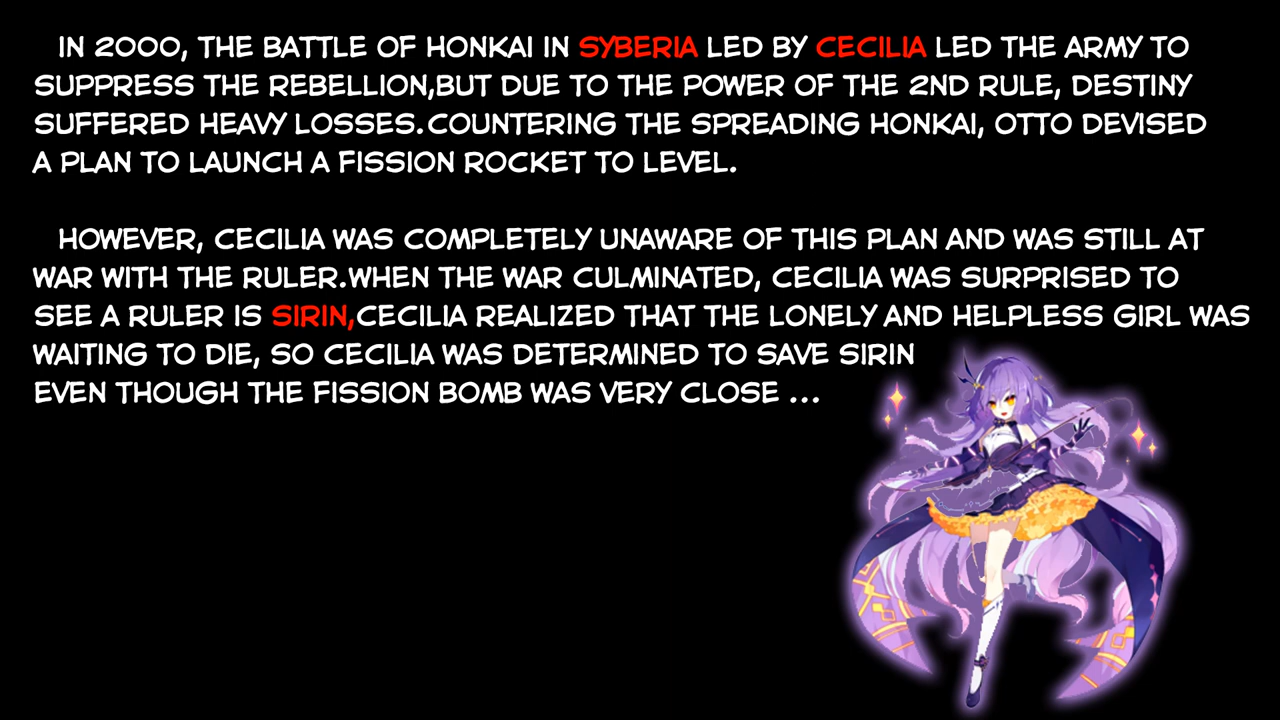 IN 2000, THE BATTLE OF HONKAI IN SYBERIA LED BY CECILIA LED THE ARMY TO
SUPPRESS THE REBELLION,BUT DUE TO THE POWER OF THE 2ND RULE, DESTINY
SUFFERED HEAVY LOSSES.COUNTERING THE SPREADING HONKAI, OTTO DEVISED
A PLAN TO LAUNCH A FISSION ROCKET TO LEVEL.
HOWEVER, CECILIA WAS COMPLETELY UNAWARE OF THIS PLAN AND WAS STILL AT
WAR WITH THE RULER.WHEN THE WAR CULMINATED, CECILIA WAS SURPRISED TO
SEE A RULER IS SIRIN,CECILIA REALIZED THAT THE LONELY AND HELPLESS GIRL WAS
WAITING TO DIE, SO CECILIA WAS DETERMINED TO SAVE SIRIN
EVEN THOUGH THE FISSION BOMB WAS VERY CLOSE ...